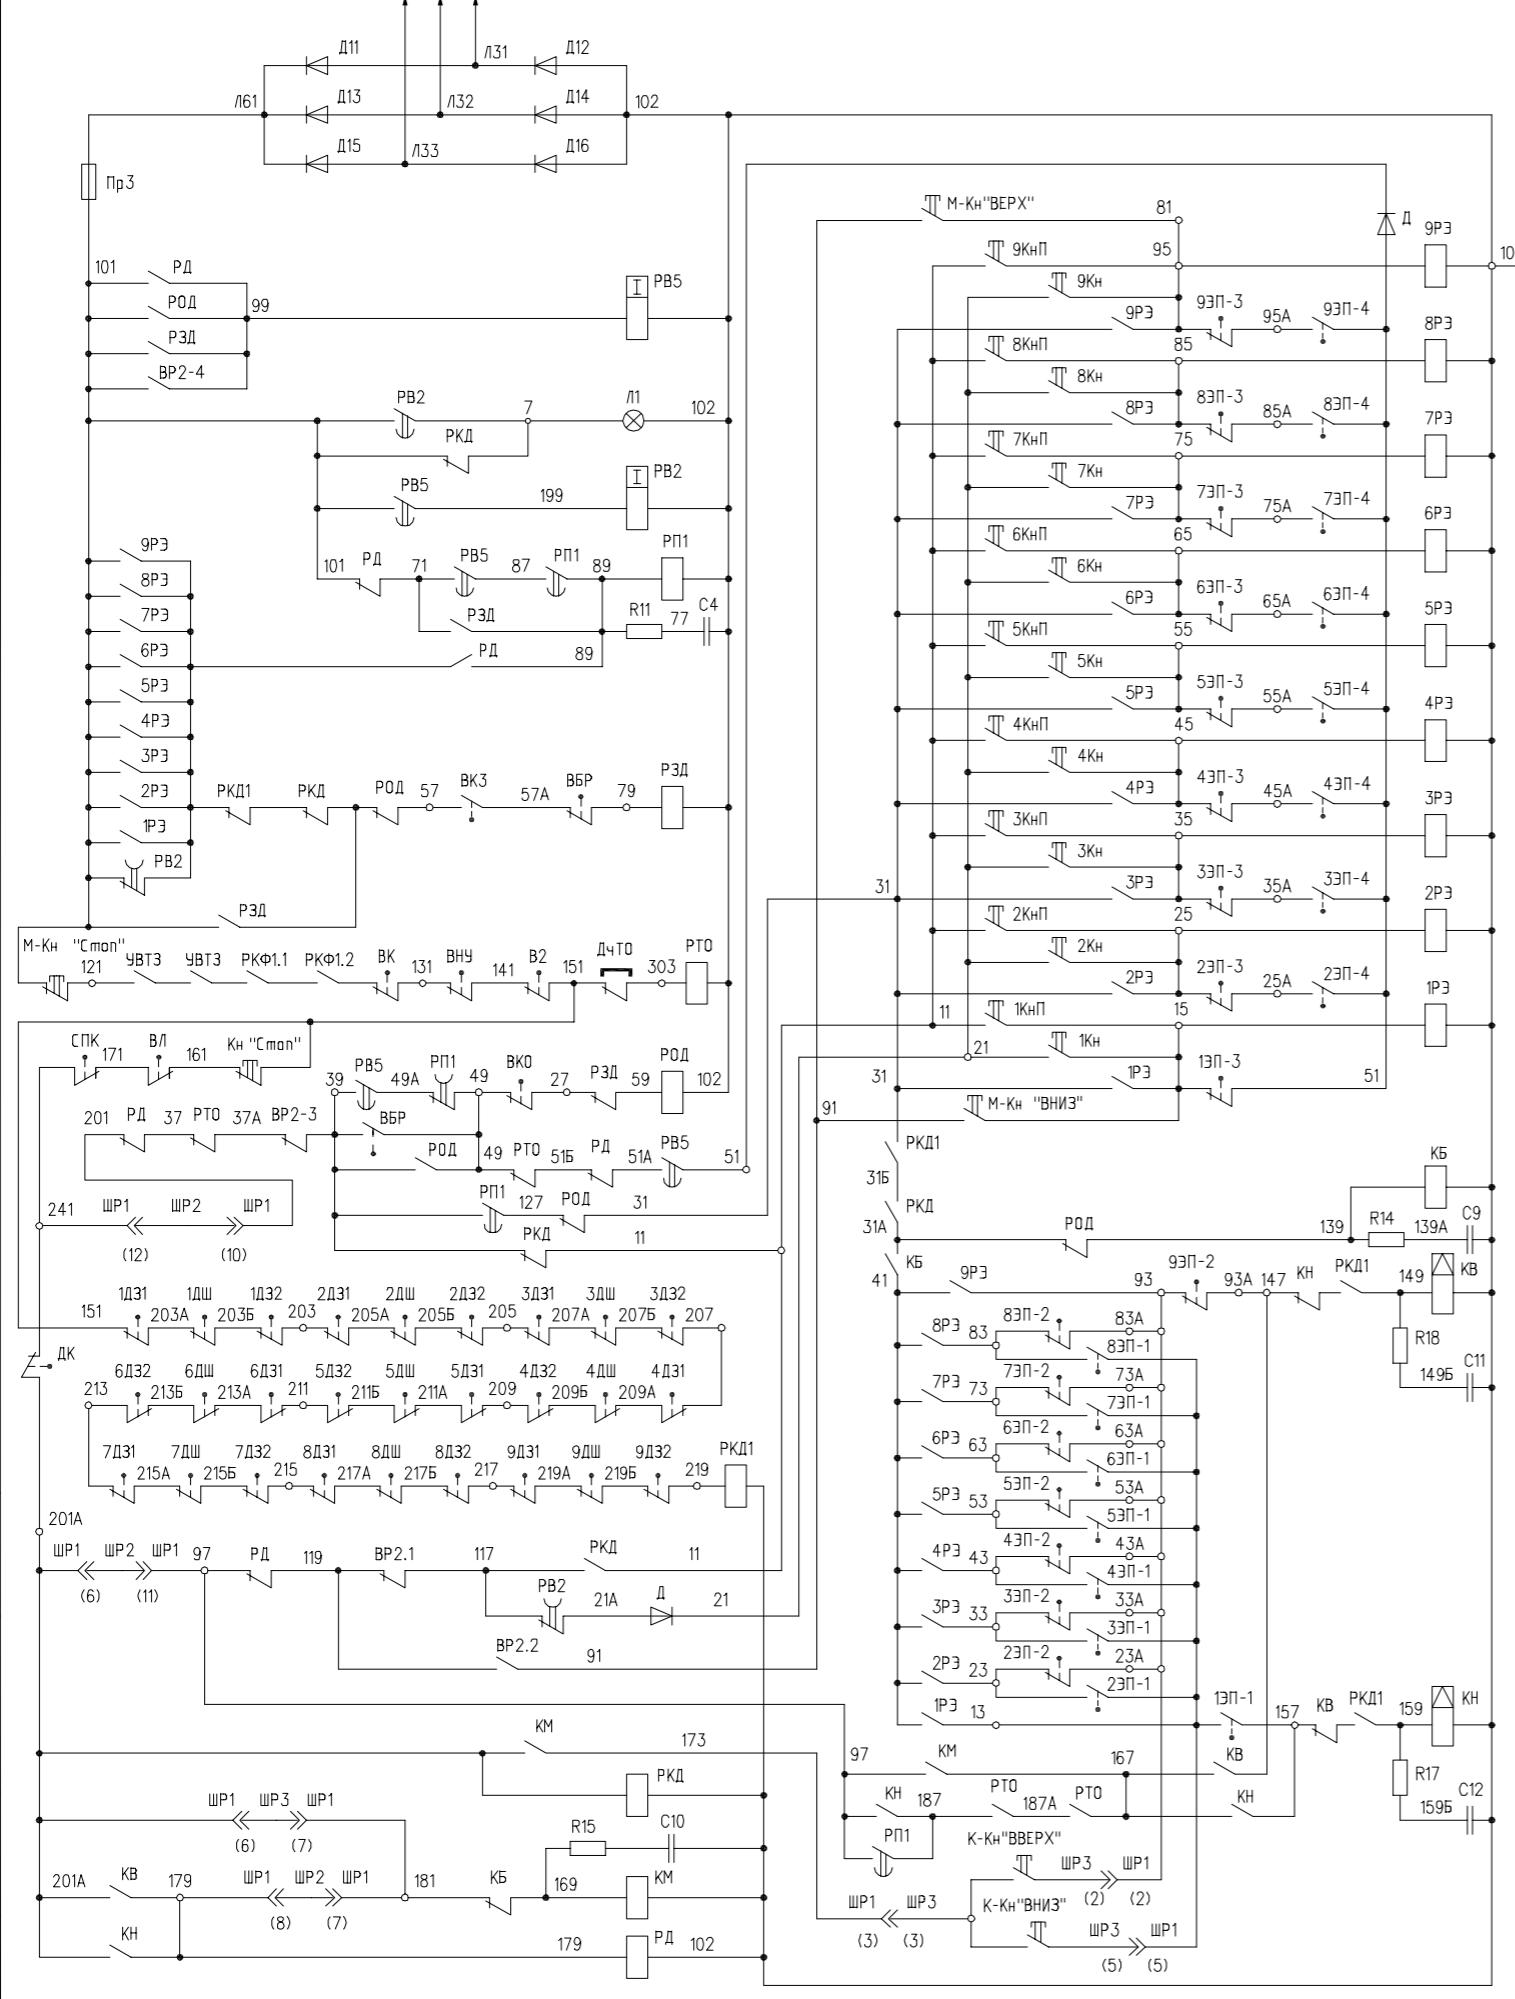 Д11 Л31 Д12
Л61 Д13 Л32 Д14 102
Д15 Л33 Д16
Пр3
М-Кн"ВЕРХ" 81
Д
9РЭ
101 РД
9КнП 95
10
РВ5
РОД 99
9Кн
9РЭ 9ЭП-3 95А 9ЭП-4
8РЭ
РЗД
8КнП 85
ВР2-4
8Кн
РВ2 7 Л1 102
8РЭ 8ЭП-3 85А 8ЭП-4
7РЭ
РКД
7КнП 75
РВ2
7Кн
РВ5 199
7РЭ 7ЭП-3 75А 7ЭП-4
6РЭ
9РЭ
6КнП 65
101 РД 71 РВ5 87 РП1 89 РП1
6Кн
8РЭ
6РЭ 6ЭП-3 65А 6ЭП-4
5РЭ
7РЭ
РЗД R11 77 С4
5КнП 55
6РЭ
РД 89
5Кн
5РЭ
5РЭ 5ЭП-3 55А 5ЭП-4
4РЭ
4РЭ
4КнП 45
3РЭ
4Кн
2РЭ РКД1 РКД РОД 57 ВК3 57А ВБР 79 РЗД
4РЭ 4ЭП-3 45А 4ЭП-4
3РЭ
1РЭ
3КнП 35
РВ2
3Кн
31
3РЭ 3ЭП-3 35А 3ЭП-4
2РЭ
РЗД
2КнП 25
М-Кн "Стоп" 121 УВТЗ УВТЗ РКФ1.1 РКФ1.2 ВК 131 ВНУ 141 В2 151 ДчТО 303 РТО
2Кн
2РЭ 2ЭП-3 25А 2ЭП-4
1РЭ
11 1КнП 15
СПК 171 ВЛ 161 Кн "Стоп"
21 1Кн
39 РВ5 49А РП1 49 ВК0 27 РЗД 59 РОД 102
31 1РЭ 1ЭП-3 51
91 М-Кн "ВНИЗ"
201 РД 37 РТО 37А ВР2-3
ВБР
РОД 49 РТО 51Б РД 51А РВ5 51
РКД1
31Б
КБ
241 ШР1 ШР2 ШР1
(12) (10)
РП1 127 РОД 31
РКД
31А РОД 139 R14 139А С9
РКД 11
КБ
41 9РЭ 93 9ЭП-2 93А 147 КН РКД1 149 КВ
151 1ДЗ1 203А 1ДШ 203Б 1ДЗ2 203 2ДЗ1 205А 2ДШ 205Б 2ДЗ2 205 3ДЗ1 207А 3ДШ 207Б 3ДЗ2 207
8РЭ 83 8ЭП-2 83А
8ЭП-1
R18
ДК
7РЭ 73 7ЭП-2 73А
7ЭП-1
149Б С11
213 6ДЗ2 213Б 6ДШ 213А 6ДЗ1 211 5ДЗ2 211Б 5ДШ 211А 5ДЗ1 209 4ДЗ2 209Б 4ДШ 209А 4ДЗ1
6РЭ 63 6ЭП-2 63А
6ЭП-1
7ДЗ1 215А 7ДШ 215Б 7ДЗ2 215 8ДЗ1 217А 8ДШ 217Б 8ДЗ2 217 9ДЗ1 219А 9ДШ 219Б 9ДЗ2 219 РКД1
5РЭ 53 5ЭП-2 53А
5ЭП-1
201А
4РЭ 43 4ЭП-2 43А
4ЭП-1
ШР1 ШР2 ШР1 97 РД 119 ВР2.1 117 РКД 11
(6) (11)
РВ2 21А Д 21
3РЭ 33 3ЭП-2 33А
3ЭП-1
ВР2.2 91
2РЭ 23 2ЭП-2 23А
2ЭП-1
1РЭ 13 1ЭП-1 157 КВ РКД1 159 КН
КМ 173
97 КМ 167 КВ
РКД
R17
КН 187 РТО 187А РТО КН
159Б С12
ШР1 ШР3 ШР1
(6) (7)
R15 С10
РП1
К-Кн"ВВЕРХ"
ШР3 ШР1
(2) (2)
201А КВ 179 ШР1 ШР2 ШР1 181 КБ 169 КМ
(8) (7)
ШР1 ШР3
(3) (3)
К-Кн"ВНИЗ"
ШР3 ШР1
(5) (5)
КН 179 РД 102